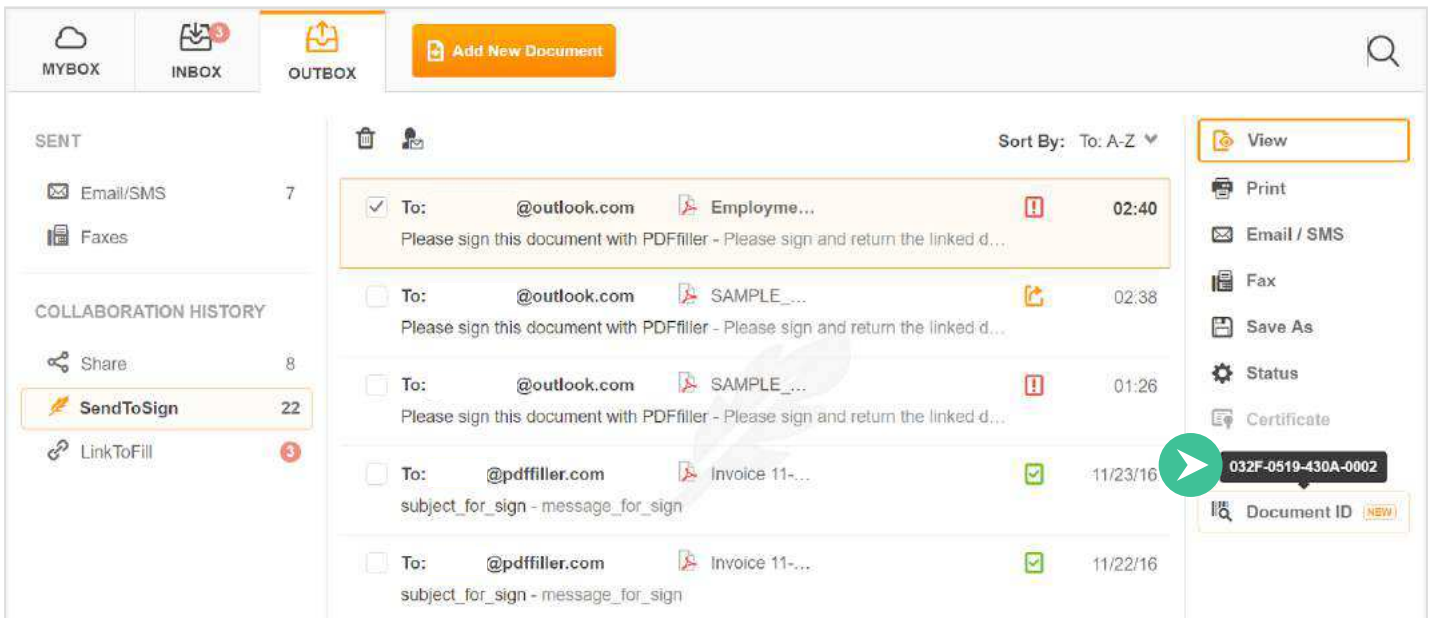 MYBOX
3
INBOX
OUTBOX
Add New Document
SENT
Email/SMS 7
Faxes
COLLABORATION HISTORY
Share 8
SendToSign 22
LinkToFill 3
Sort By: To: A-Z
To: @outlook.com Employme... 02:40
Please sign this document with PDFfiller - Please sign and return the linked d...
To: @outlook.com SAMPLE_... 02:38
Please sign this document with PDFfiller - Please sign and return the linked d...
To: @outlook.com SAMPLE_... 01:26
Please sign this document with PDFfiller - Please sign and return the linked d...
To: @pdffiller.com Invoice 11-... 11/23/16
subject_for_sign - message_for_sign
To: @pdffiller.com Invoice 11-... 11/22/16
subject_for_sign - message_for_sign
View
Print
Email / SMS
Fax
Save As
Status
Certificate
032F-0519-430A-0002
Document ID NEW